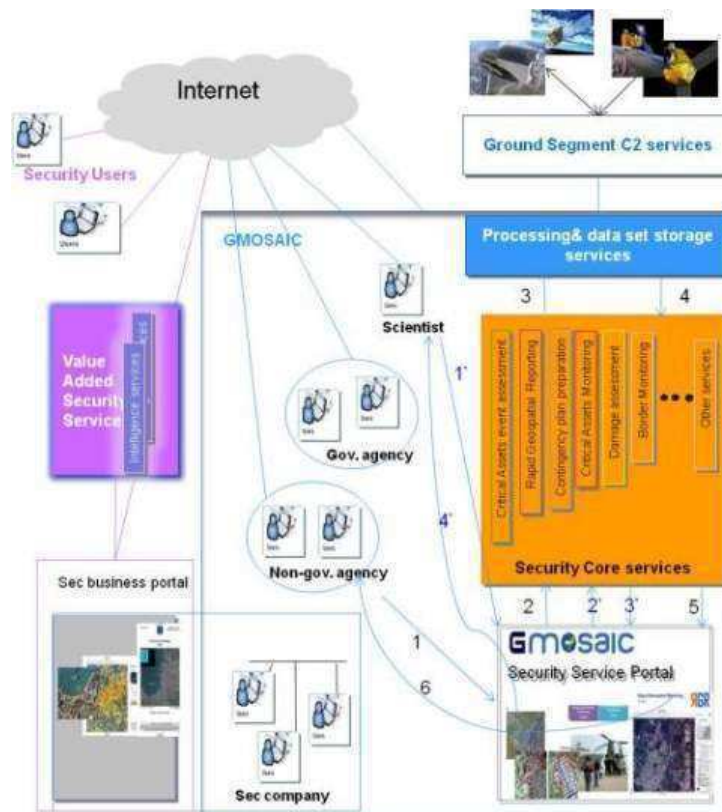 Internet
Ground Segment C2 services
Security Users
Users
GMOSAIC
Processing& data set storage
services
3
4
Scientist
Value
Added
Security
Service
Intelligence services
1'
Gov. agency
Critical Assets event assessment
Rapid Geospatial Reporting
Contingency plan preparation
Critical Assets Monitoring
Damage assessment
Border Monitoring
Other services
4'
Non-gov. agency
Security Core services
Sec business portal
1
2
2'
3'
5
GMOSAIC
Security Service Portal
6
Sec company